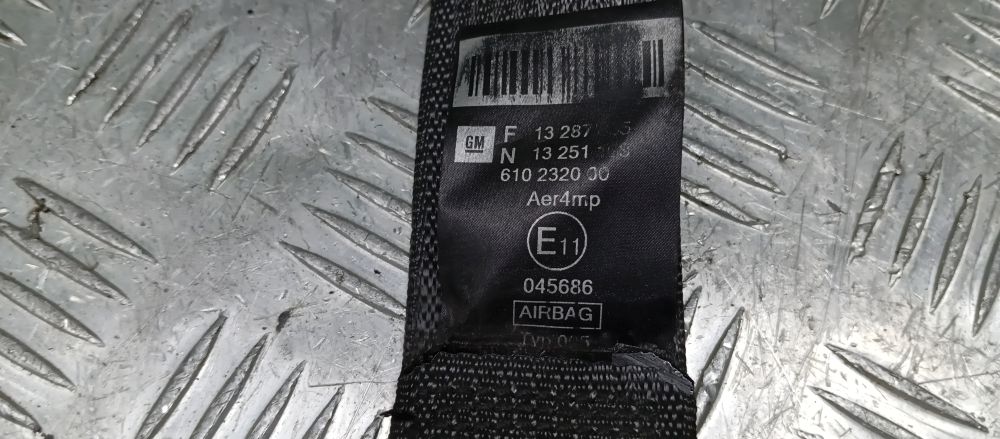 GM
F 13 287
N 13 251
610 2320 00
Aer4mp
E11
045686
AIRBAG